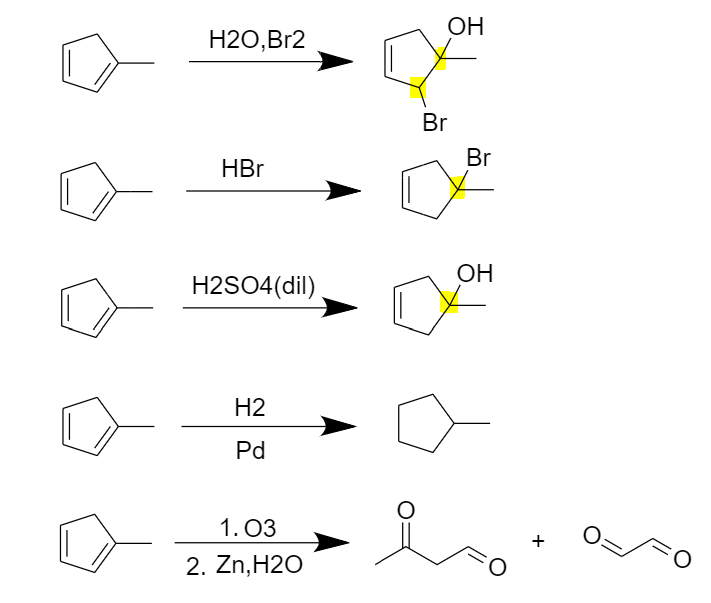 H2O,Br2
OH
Br
HBr
Br
H2SO4(dil)
OH
H2
Pd
1. O3
2. Zn,H2O
O
O
+
O
O